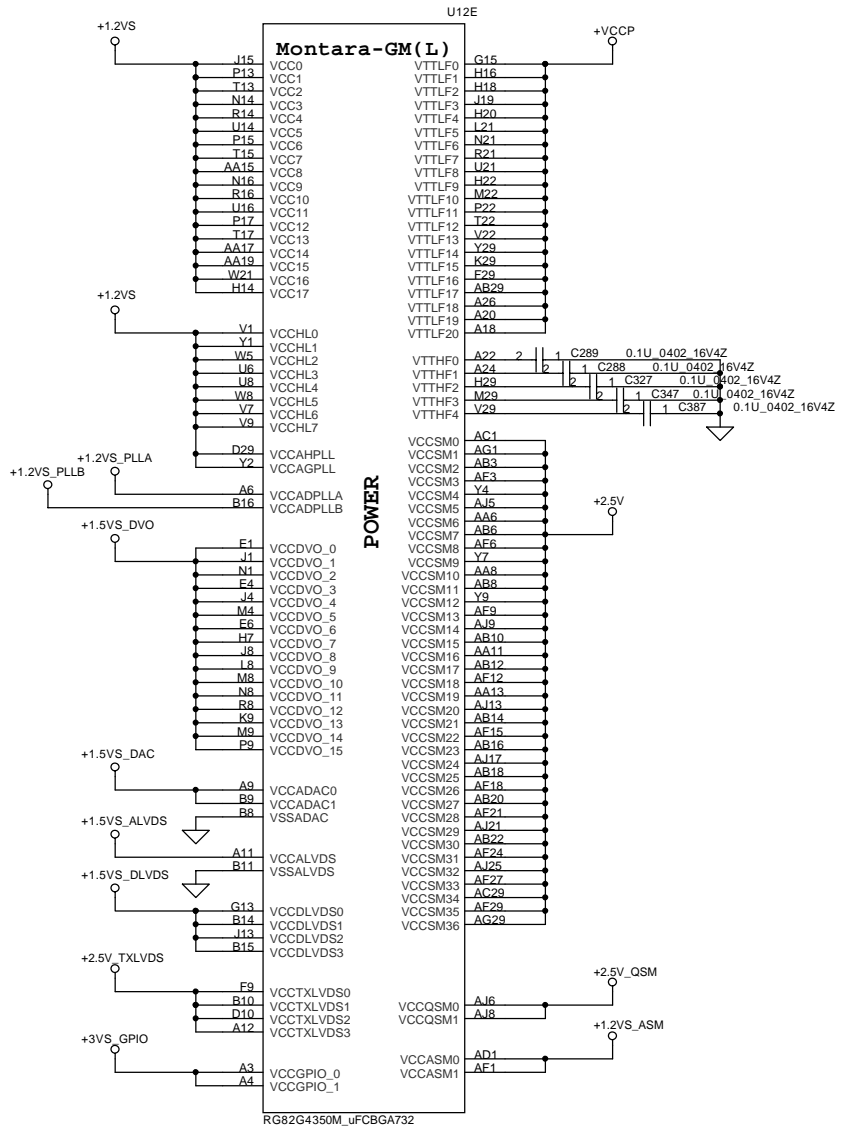 U12E
+1.2VS
+VCCP
Montara-GM(L)
J15 VCC0 VTTLF0 G15
P13 VCC1 VTTLF1 H16
T13 VCC2 VTTLF2 H18
N14 VCC3 VTTLF3 J19
R14 VCC4 VTTLF4 H20
U14 VCC5 VTTLF5 L21
P15 VCC6 VTTLF6 N21
T15 VCC7 VTTLF7 R21
AA15 VCC8 VTTLF8 U21
N16 VCC9 VTTLF9 H22
R16 VCC10 VTTLF10 M22
U16 VCC11 VTTLF11 P22
P17 VCC12 VTTLF12 T22
T17 VCC13 VTTLF13 V22
AA17 VCC14 VTTLF14 Y29
AA19 VCC15 VTTLF15 K29
W21 VCC16 VTTLF16 F29
H14 VCC17 VTTLF17 AB29
VTTLF18 A26
+1.2VS
VTTLF19 A20
V1 VCCHL0 VTTLF20 A18
Y1 VCCHL1
W5 VCCHL2 VTTHF0 A22 2 1 C289 0.1U_0402_16V4Z
U6 VCCHL3 VTTHF1 A24 2 1 C288 0.1U_0402_16V4Z
U8 VCCHL4 VTTHF2 H29 2 1 C327 0.1U_0402_16V4Z
W8 VCCHL5 VTTHF3 M29 2 1 C347 0.1U_0402_16V4Z
V7 VCCHL6 VTTHF4 V29 2 1 C387 0.1U_0402_16V4Z
V9 VCCHL7
VCCSM0 AC1
D29 VCCAHPLL VCCSM1 AG1
Y2 VCCAGPLL VCCSM2 AB3
+1.2VS_PLLA
+1.2VS_PLLB
VCCSM3 AF3
A6 VCCADPLLA VCCSM4 Y4
B16 VCCADPLLB VCCSM5 AJ5
POWER
+2.5V
VCCSM6 AA6
+1.5VS_DVO
VCCSM7 AB6
E1 VCCDVO_0 VCCSM8 AF6
J1 VCCDVO_1 VCCSM9 Y7
N1 VCCDVO_2 VCCSM10 AA8
E4 VCCDVO_3 VCCSM11 AB8
J4 VCCDVO_4 VCCSM12 Y9
M4 VCCDVO_5 VCCSM13 AF9
E6 VCCDVO_6 VCCSM14 AJ9
H7 VCCDVO_7 VCCSM15 AB10
J8 VCCDVO_8 VCCSM16 AA11
L8 VCCDVO_9 VCCSM17 AB12
M8 VCCDVO_10 VCCSM18 AF12
N8 VCCDVO_11 VCCSM19 AA13
R8 VCCDVO_12 VCCSM20 AJ13
K9 VCCDVO_13 VCCSM21 AB14
M9 VCCDVO_14 VCCSM22 AF15
P9 VCCDVO_15 VCCSM23 AB16
+1.5VS_DAC
VCCSM24 AJ17
VCCSM25 AB18
A9 VCCADAC0 VCCSM26 AF18
B9 VCCADAC1 VCCSM27 AB20
B8 VSSADAC VCCSM28 AF21
+1.5VS_ALVDS
VCCSM29 AJ21
VCCSM30 AB22
A11 VCCALVDS VCCSM31 AF24
B11 VSSALVDS VCCSM32 AJ25
+1.5VS_DLVDS
VCCSM33 AF27
VCCSM34 AC29
G13 VCCDLVDS0 VCCSM35 AF29
B14 VCCDLVDS1 VCCSM36 AG29
J13 VCCDLVDS2
B15 VCCDLVDS3
+2.5V_TXLVDS
+2.5V_QSM
F9 VCCTXLVDS0
B10 VCCTXLVDS1 VCCQSM0 AJ6
D10 VCCTXLVDS2 VCCQSM1 AJ8
A12 VCCTXLVDS3
+3VS_GPIO
+1.2VS_ASM
A3 VCCGPIO_0 VCCASM0 AD1
A4 VCCGPIO_1 VCCASM1 AF1
RG82G4350M_uFCBGA732